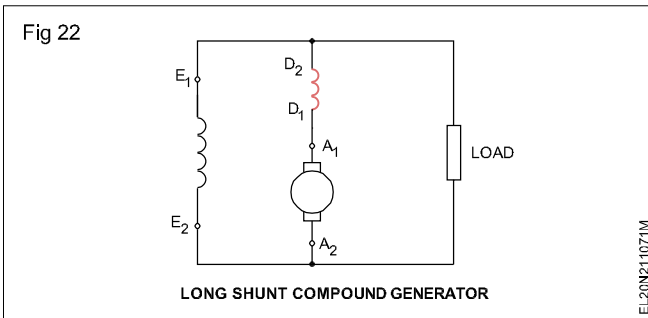 Fig 22
E1
D2
D1
A1
LOAD
E2
A2
LONG SHUNT COMPOUND GENERATOR
EL20N211071M